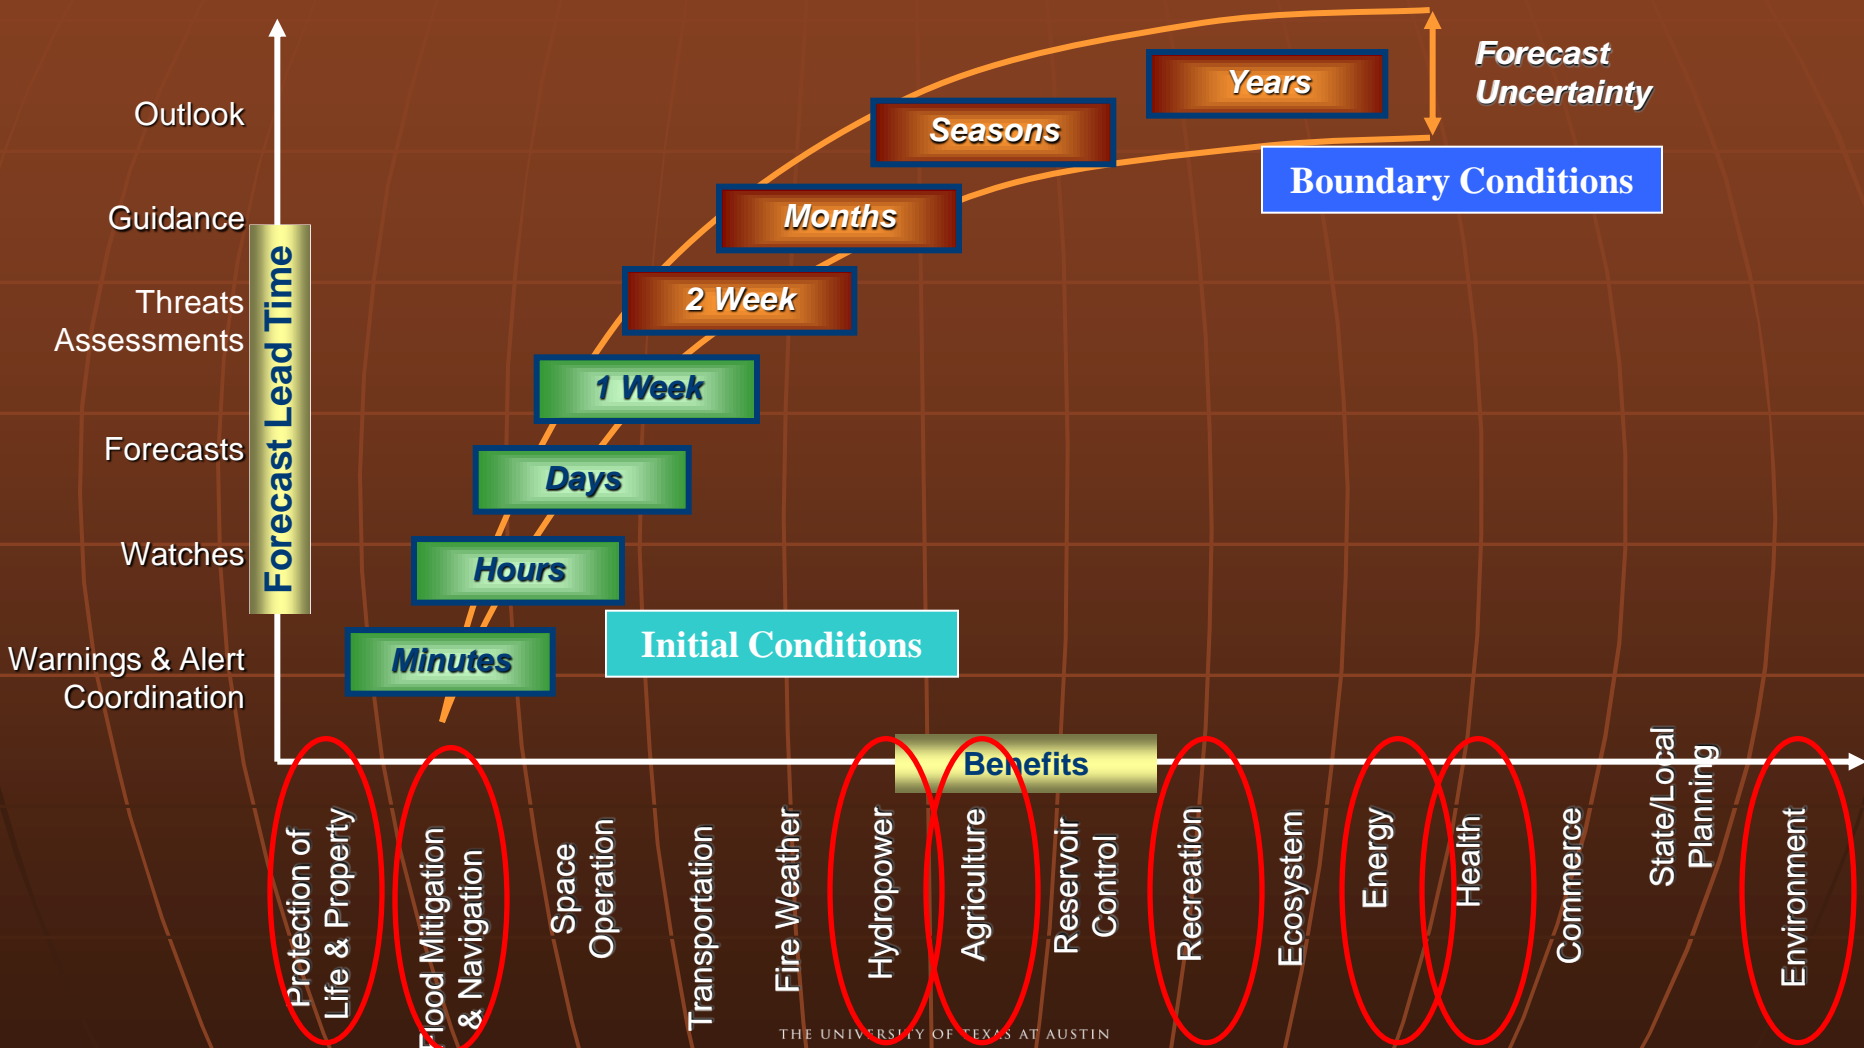 Forecast
Uncertainty
Years
Outlook
Seasons
Boundary Conditions
Guidance
Months
Forecast Lead Time
Threats
Assessments
2 Week
1 Week
Forecasts
Days
Watches
Hours
Initial Conditions
Warnings & Alert
Coordination
Minutes
Benefits
Protection of
Life & Property
Flood Mitigation
& Navigation
Space
Operation
Transportation
Fire Weather
Hydropower
Agriculture
Reservoir
Control
Recreation
Ecosystem
Energy
Health
Commerce
State/Local
Planning
Environment
THE UNIVERSITY OF TEXAS AT AUSTIN